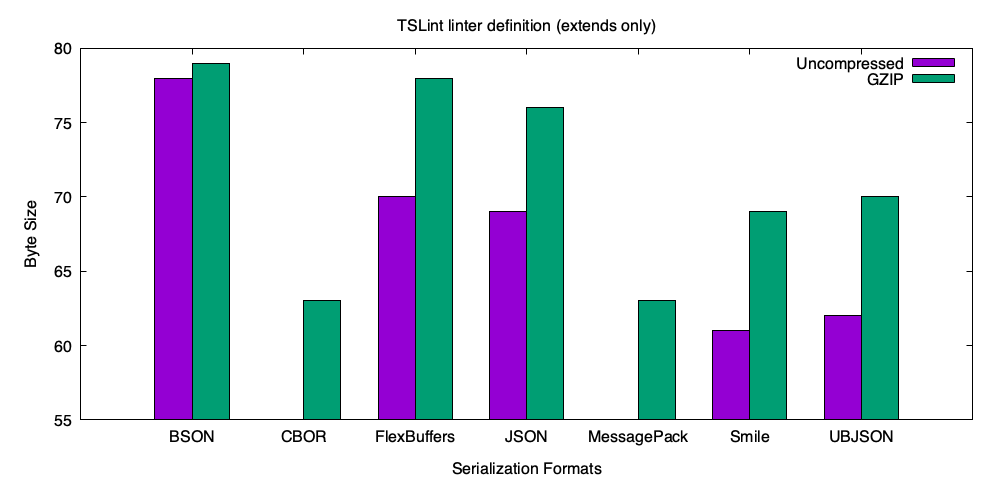 TSLint linter definition (extends only)
Uncompressed
GZIP
80
75
70
65
60
55
Byte Size
BSON CBOR FlexBuffers JSON MessagePack Smile UBJSON
Serialization Formats